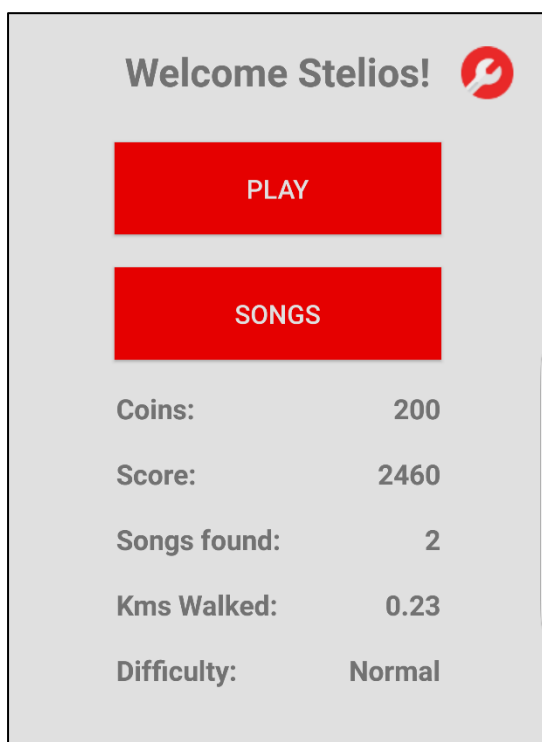 Welcome Stelios!
PLAY
SONGS
Coins: 200
Score: 2460
Songs found: 2
Kms Walked: 0.23
Difficulty: Normal